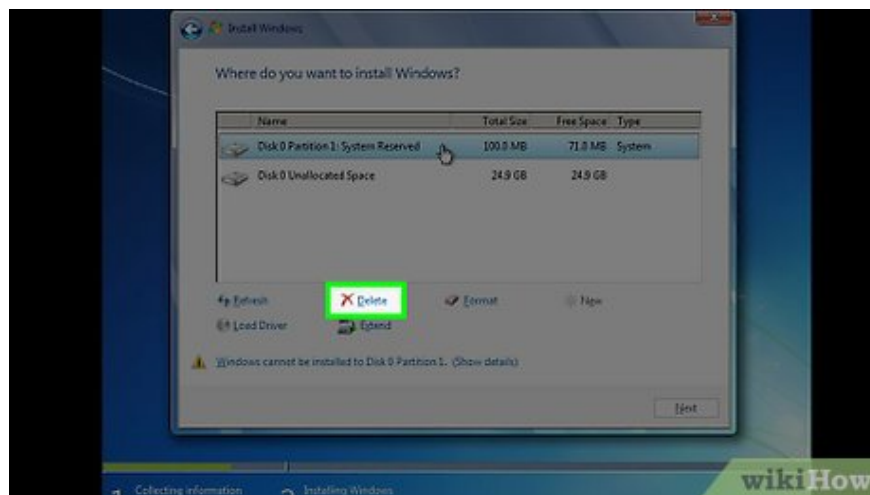 Install Windows
Where do you want to install Windows?
Name Total Size Free Space Type
Disk 0 Partition 1: System Reserved 100.0 MB 71.0 MB System
Disk 0 Unallocated Space 24.9 GB 24.9 GB
Refresh Delete Format New
Load Driver Extend
Windows cannot be installed to Disk 0 Partition 1. (Show details)
Next
1 Collecting information 2 Installing Windows
wikiHow